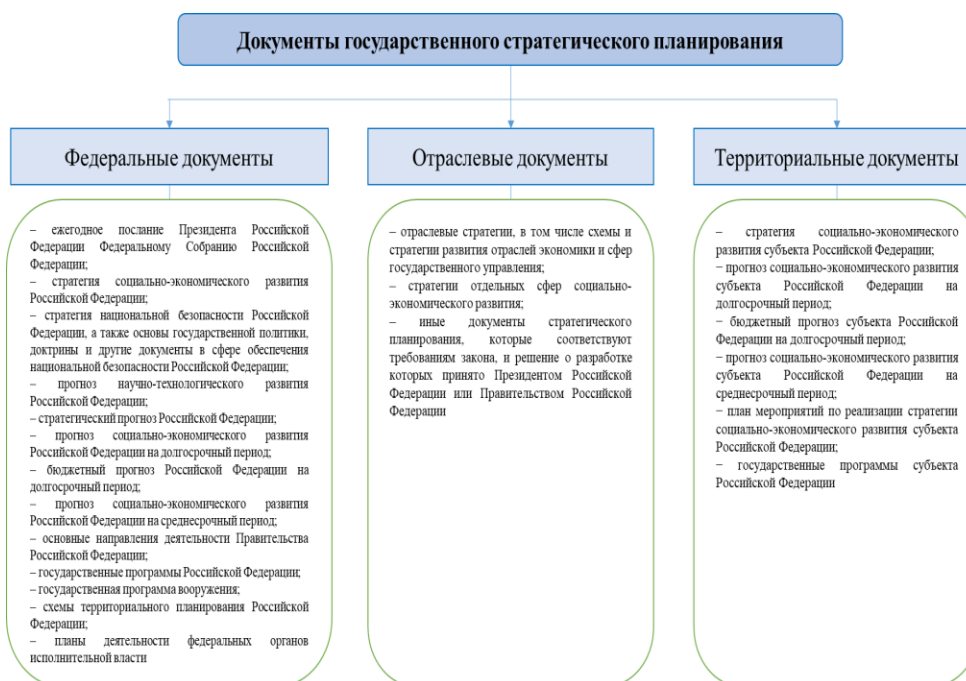 Документы государственного стратегического планирования
Федеральные документы
– ежегодное послание Президента Российской
Федерации Федеральному Собранию Российской
Федерации;
– стратегия социально-экономического развития
Российской Федерации;
– стратегия национальной безопасности Российской
Федерации, а также основы государственной политики,
доктрины и другие документы в сфере обеспечения
национальной безопасности Российской Федерации;
– прогноз научно-технологического развития
Российской Федерации;
– стратегический прогноз Российской Федерации;
– прогноз социально-экономического развития
Российской Федерации на долгосрочный период;
– бюджетный прогноз Российской Федерации на
долгосрочный период;
– прогноз социально-экономического развития
Российской Федерации на среднесрочный период;
– основные направления деятельности Правительства
Российской Федерации;
– государственные программы Российской Федерации;
– государственная программа вооружения;
– схемы территориального планирования Российской
Федерации;
– планы деятельности федеральных органов
исполнительной власти
Отраслевые документы
– отраслевые стратегии, в том числе схемы и
стратегии развития отраслей экономики и сфер
государственного управления;
– стратегии отдельных сфер социально-
экономического развития;
– иные документы стратегического
планирования, которые соответствуют
требованиям закона, и решение о разработке
которых принято Президентом Российской
Федерации или Правительством Российской
Федерации
Территориальные документы
– стратегия социально-экономического
развития субъекта Российской Федерации;
– прогноз социально-экономического развития
субъекта Российской Федерации на
долгосрочный период;
– бюджетный прогноз субъекта Российской
Федерации на долгосрочный период;
– прогноз социально-экономического развития
субъекта Российской Федерации на
среднесрочный период;
– план мероприятий по реализации стратегии
социально-экономического развития субъекта
Российской Федерации;
– государственные программы субъекта
Российской Федерации